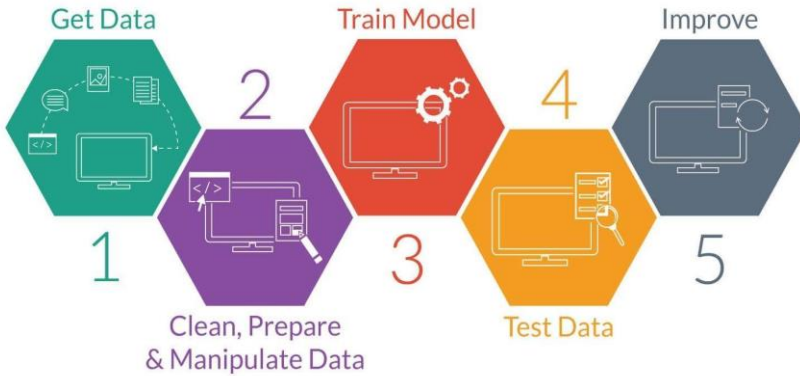 Get Data
1
2
</>
</>
Clean, Prepare
& Manipulate Data
Train Model
3
4
Test Data
Improve
5